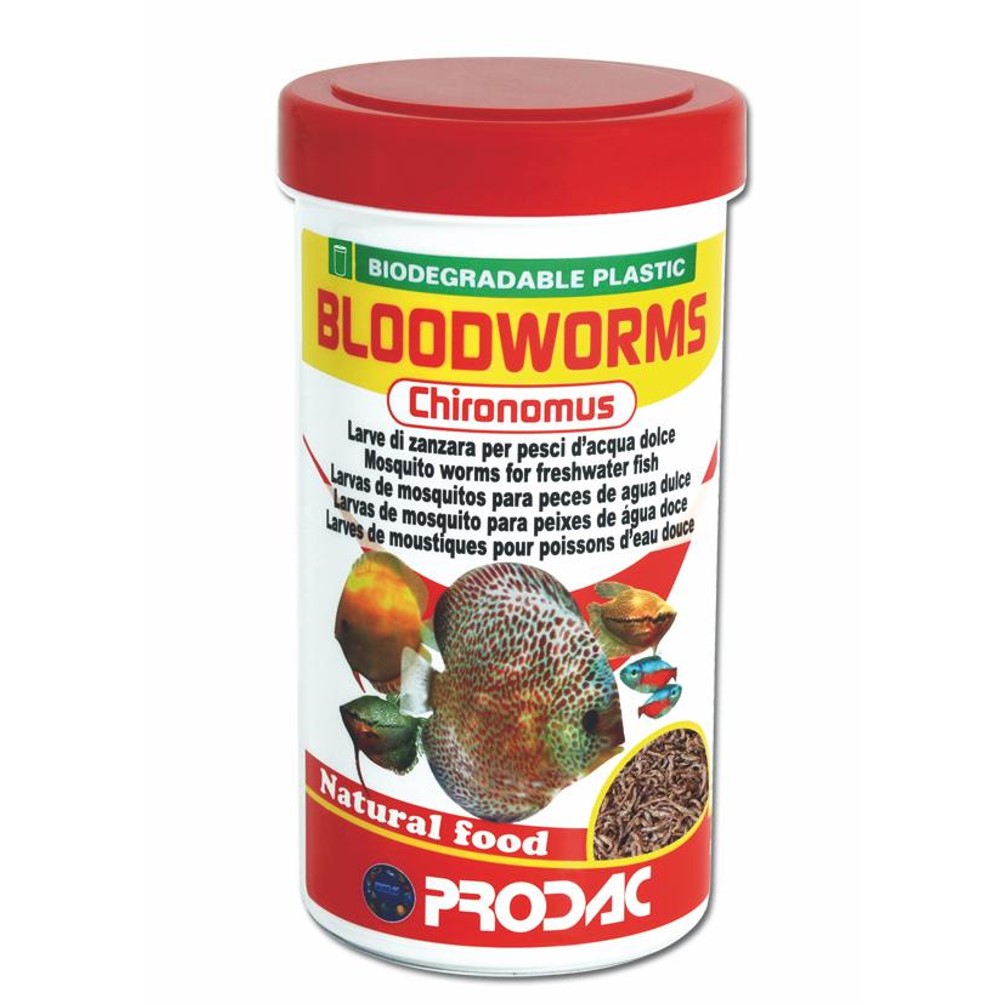 BIODEGRADABLE PLASTIC
BLOODWORMS
Chironomus
Larve di zanzara per pesci d'acqua dolce
Mosquito worms for freshwater fish
Larvas de mosquitos para peces de agua dulce
Larvas de mosquito para peixes de água doce
Larves de moustiques pour poissons d'eau douce
Natural food
PRODAC